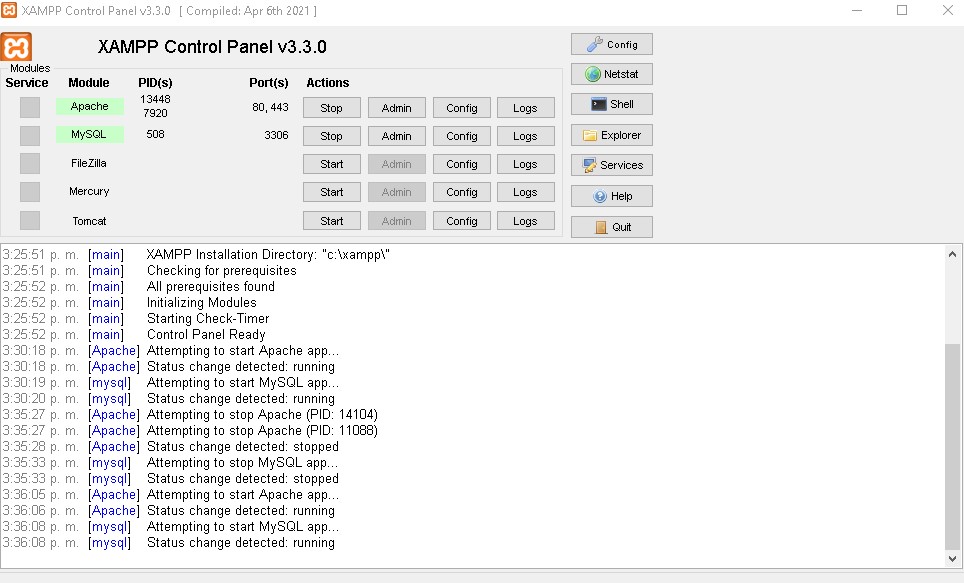 XAMPP Control Panel v3.3.0 [ Compiled: Apr 6th 2021 ]
XAMPP Control Panel v3.3.0
Config
Modules
Service Module PID(s) Port(s) Actions
Netstat
Apache 13448 7920 80, 443 Stop Admin Config Logs
Shell
MySQL 508 3306 Stop Admin Config Logs
Explorer
FileZilla Start Admin Config Logs
Services
Mercury Start Admin Config Logs
Help
Tomcat Start Admin Config Logs
Quit
3:25:51 p. m. [main] XAMPP Installation Directory: "c:\xampp\"
3:25:51 p. m. [main] Checking for prerequisites
3:25:52 p. m. [main] All prerequisites found
3:25:52 p. m. [main] Initializing Modules
3:25:52 p. m. [main] Starting Check-Timer
3:25:52 p. m. [main] Control Panel Ready
3:30:18 p. m. [Apache] Attempting to start Apache app...
3:30:18 p. m. [Apache] Status change detected: running
3:30:19 p. m. [mysql] Attempting to start MySQL app...
3:30:20 p. m. [mysql] Status change detected: running
3:35:27 p. m. [Apache] Attempting to stop Apache (PID: 14104)
3:35:27 p. m. [Apache] Attempting to stop Apache (PID: 11088)
3:35:28 p. m. [Apache] Status change detected: stopped
3:35:33 p. m. [mysql] Attempting to stop MySQL app...
3:35:33 p. m. [mysql] Status change detected: stopped
3:36:05 p. m. [Apache] Attempting to start Apache app...
3:36:06 p. m. [Apache] Status change detected: running
3:36:08 p. m. [mysql] Attempting to start MySQL app...
3:36:08 p. m. [mysql] Status change detected: running